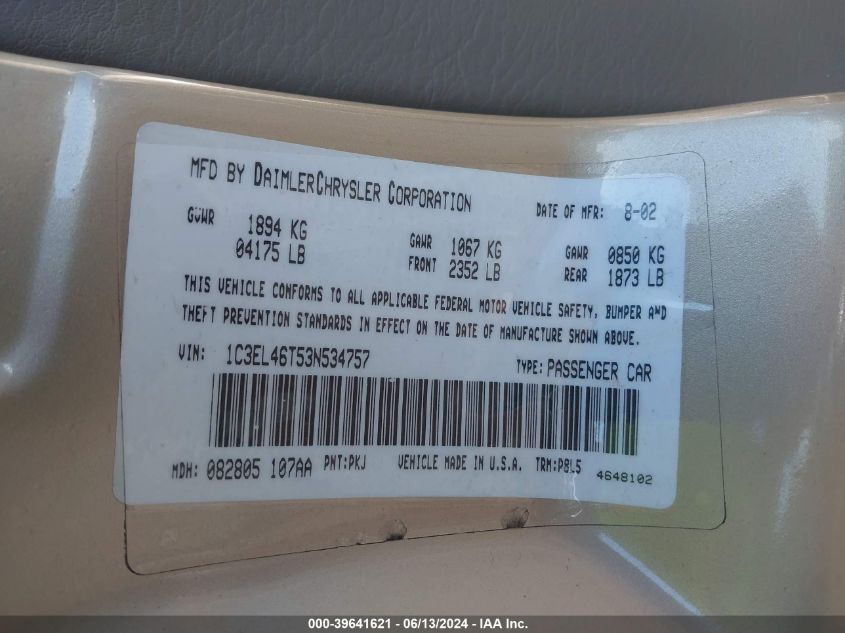 MFD BY DAIMLERCHRYSLER CORPORATION DATE OF MFR: 8-02
GVWR 1894 KG GAWR 1067 KG GAWR 0850 KG
04175 LB FRONT 2352 LB REAR 1873 LB
THIS VEHICLE CONFORMS TO ALL APPLICABLE FEDERAL MOTOR VEHICLE SAFETY, BUMPER AND
THEFT PREVENTION STANDARDS IN EFFECT ON THE DATE OF MANUFACTURE SHOWN ABOVE.
VIN: 1C3EL46T53N534757 TYPE: PASSENGER CAR
MDH: 082805 107AA PNT:PKJ VEHICLE MADE IN U.S.A. TRM:P8L5 4648102
000-39641621 - 06/13/2024 - IAA Inc.